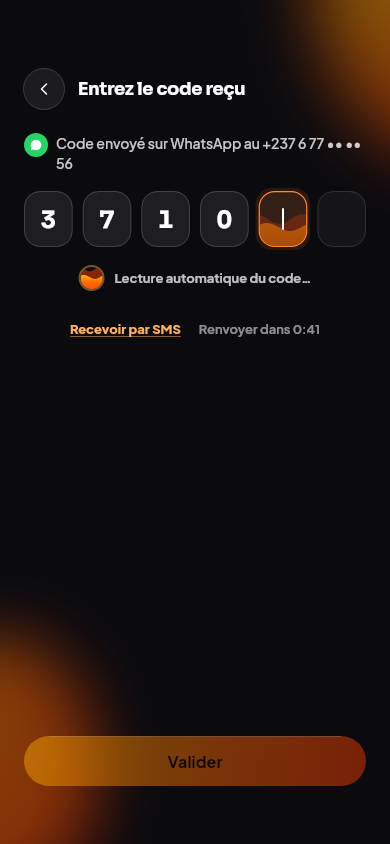 Entrez le code reçu
Code envoyé sur WhatsApp au +237 6 77 ••••
56
3 7 1 0
Lecture automatique du code...
Recevoir par SMS Renvoyer dans 0:41
Valider